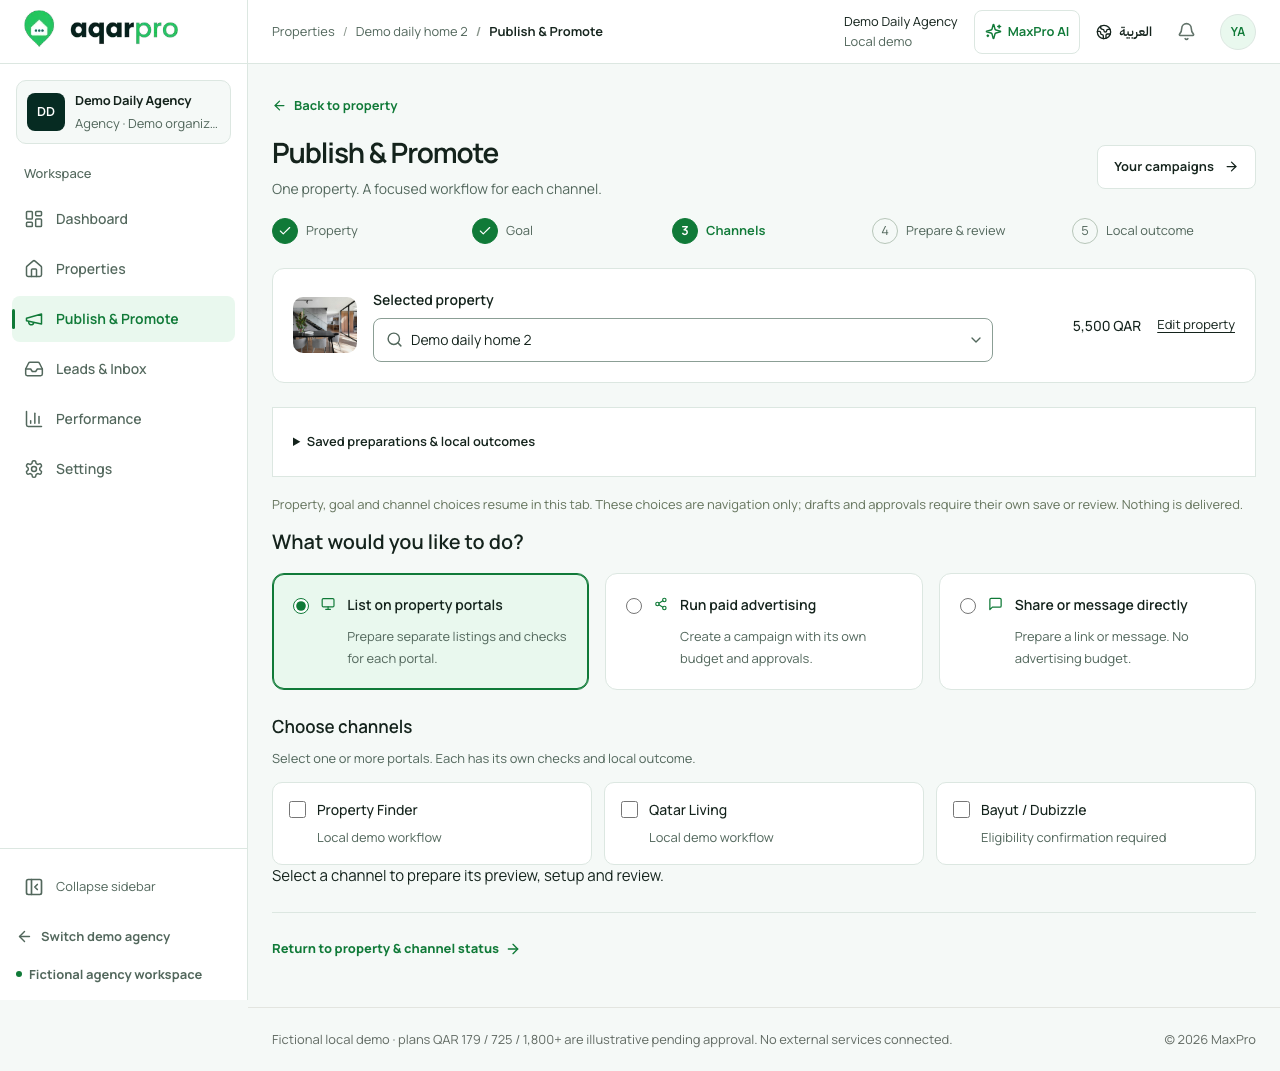 aqarpro
Properties / Demo daily home 2 / Publish & Promote
Demo Daily Agency
Local demo
MaxPro AI
العربية
YA
DD
Demo Daily Agency
Agency · Demo organiz...
Workspace
Dashboard
Properties
Publish & Promote
Leads & Inbox
Performance
Settings
Collapse sidebar
Switch demo agency
Fictional agency workspace
Back to property
Publish & Promote
One property. A focused workflow for each channel.
Your campaigns
Property
Goal
3 Channels
4 Prepare & review
5 Local outcome
Selected property
Demo daily home 2
5,500 QAR
Edit property
Saved preparations & local outcomes
Property, goal and channel choices resume in this tab. These choices are navigation only; drafts and approvals require their own save or review. Nothing is delivered.
What would you like to do?
List on property portals
Prepare separate listings and checks
for each portal.
Run paid advertising
Create a campaign with its own
budget and approvals.
Share or message directly
Prepare a link or message. No
advertising budget.
Choose channels
Select one or more portals. Each has its own checks and local outcome.
Property Finder
Local demo workflow
Qatar Living
Local demo workflow
Bayut / Dubizzle
Eligibility confirmation required
Select a channel to prepare its preview, setup and review.
Return to property & channel status
Fictional local demo · plans QAR 179 / 725 / 1,800+ are illustrative pending approval. No external services connected.
© 2026 MaxPro